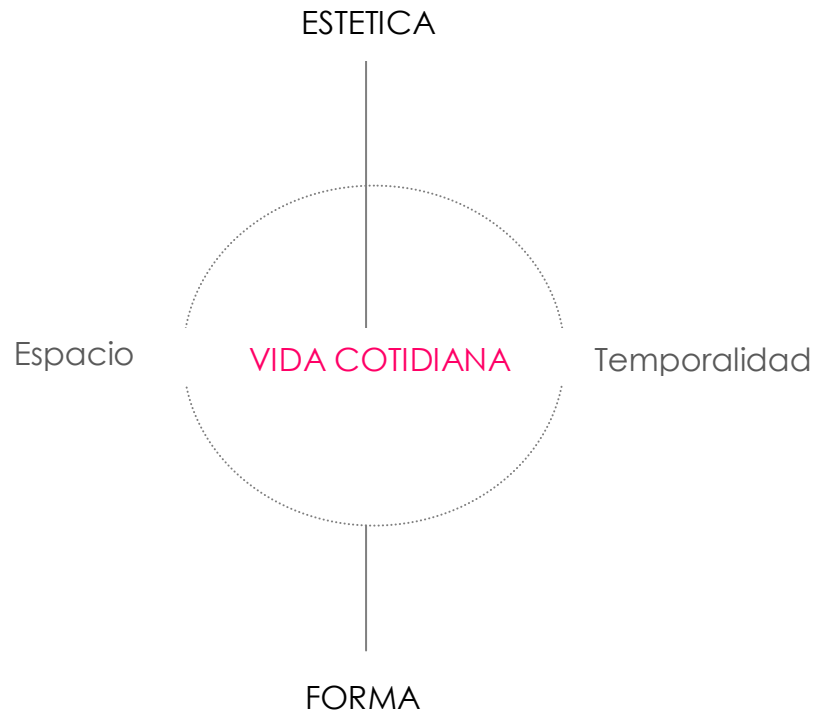 ESTETICA
Espacio
VIDA COTIDIANA
Temporalidad
FORMA